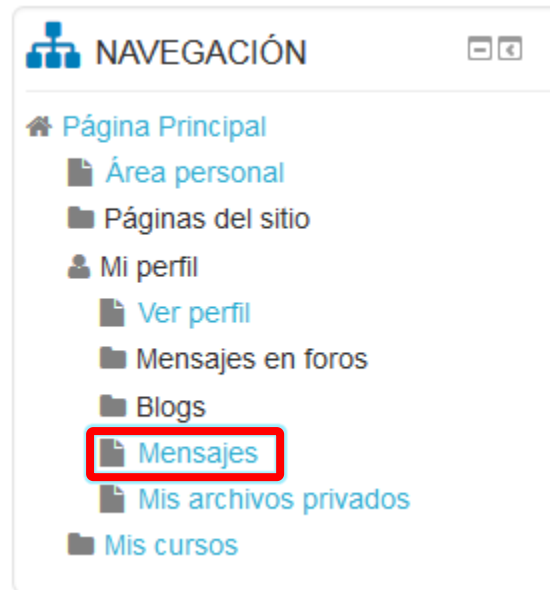 NAVEGACIÓN
Página Principal
Área personal
Páginas del sitio
Mi perfil
Ver perfil
Mensajes en foros
Blogs
Mensajes
Mis archivos privados
Mis cursos